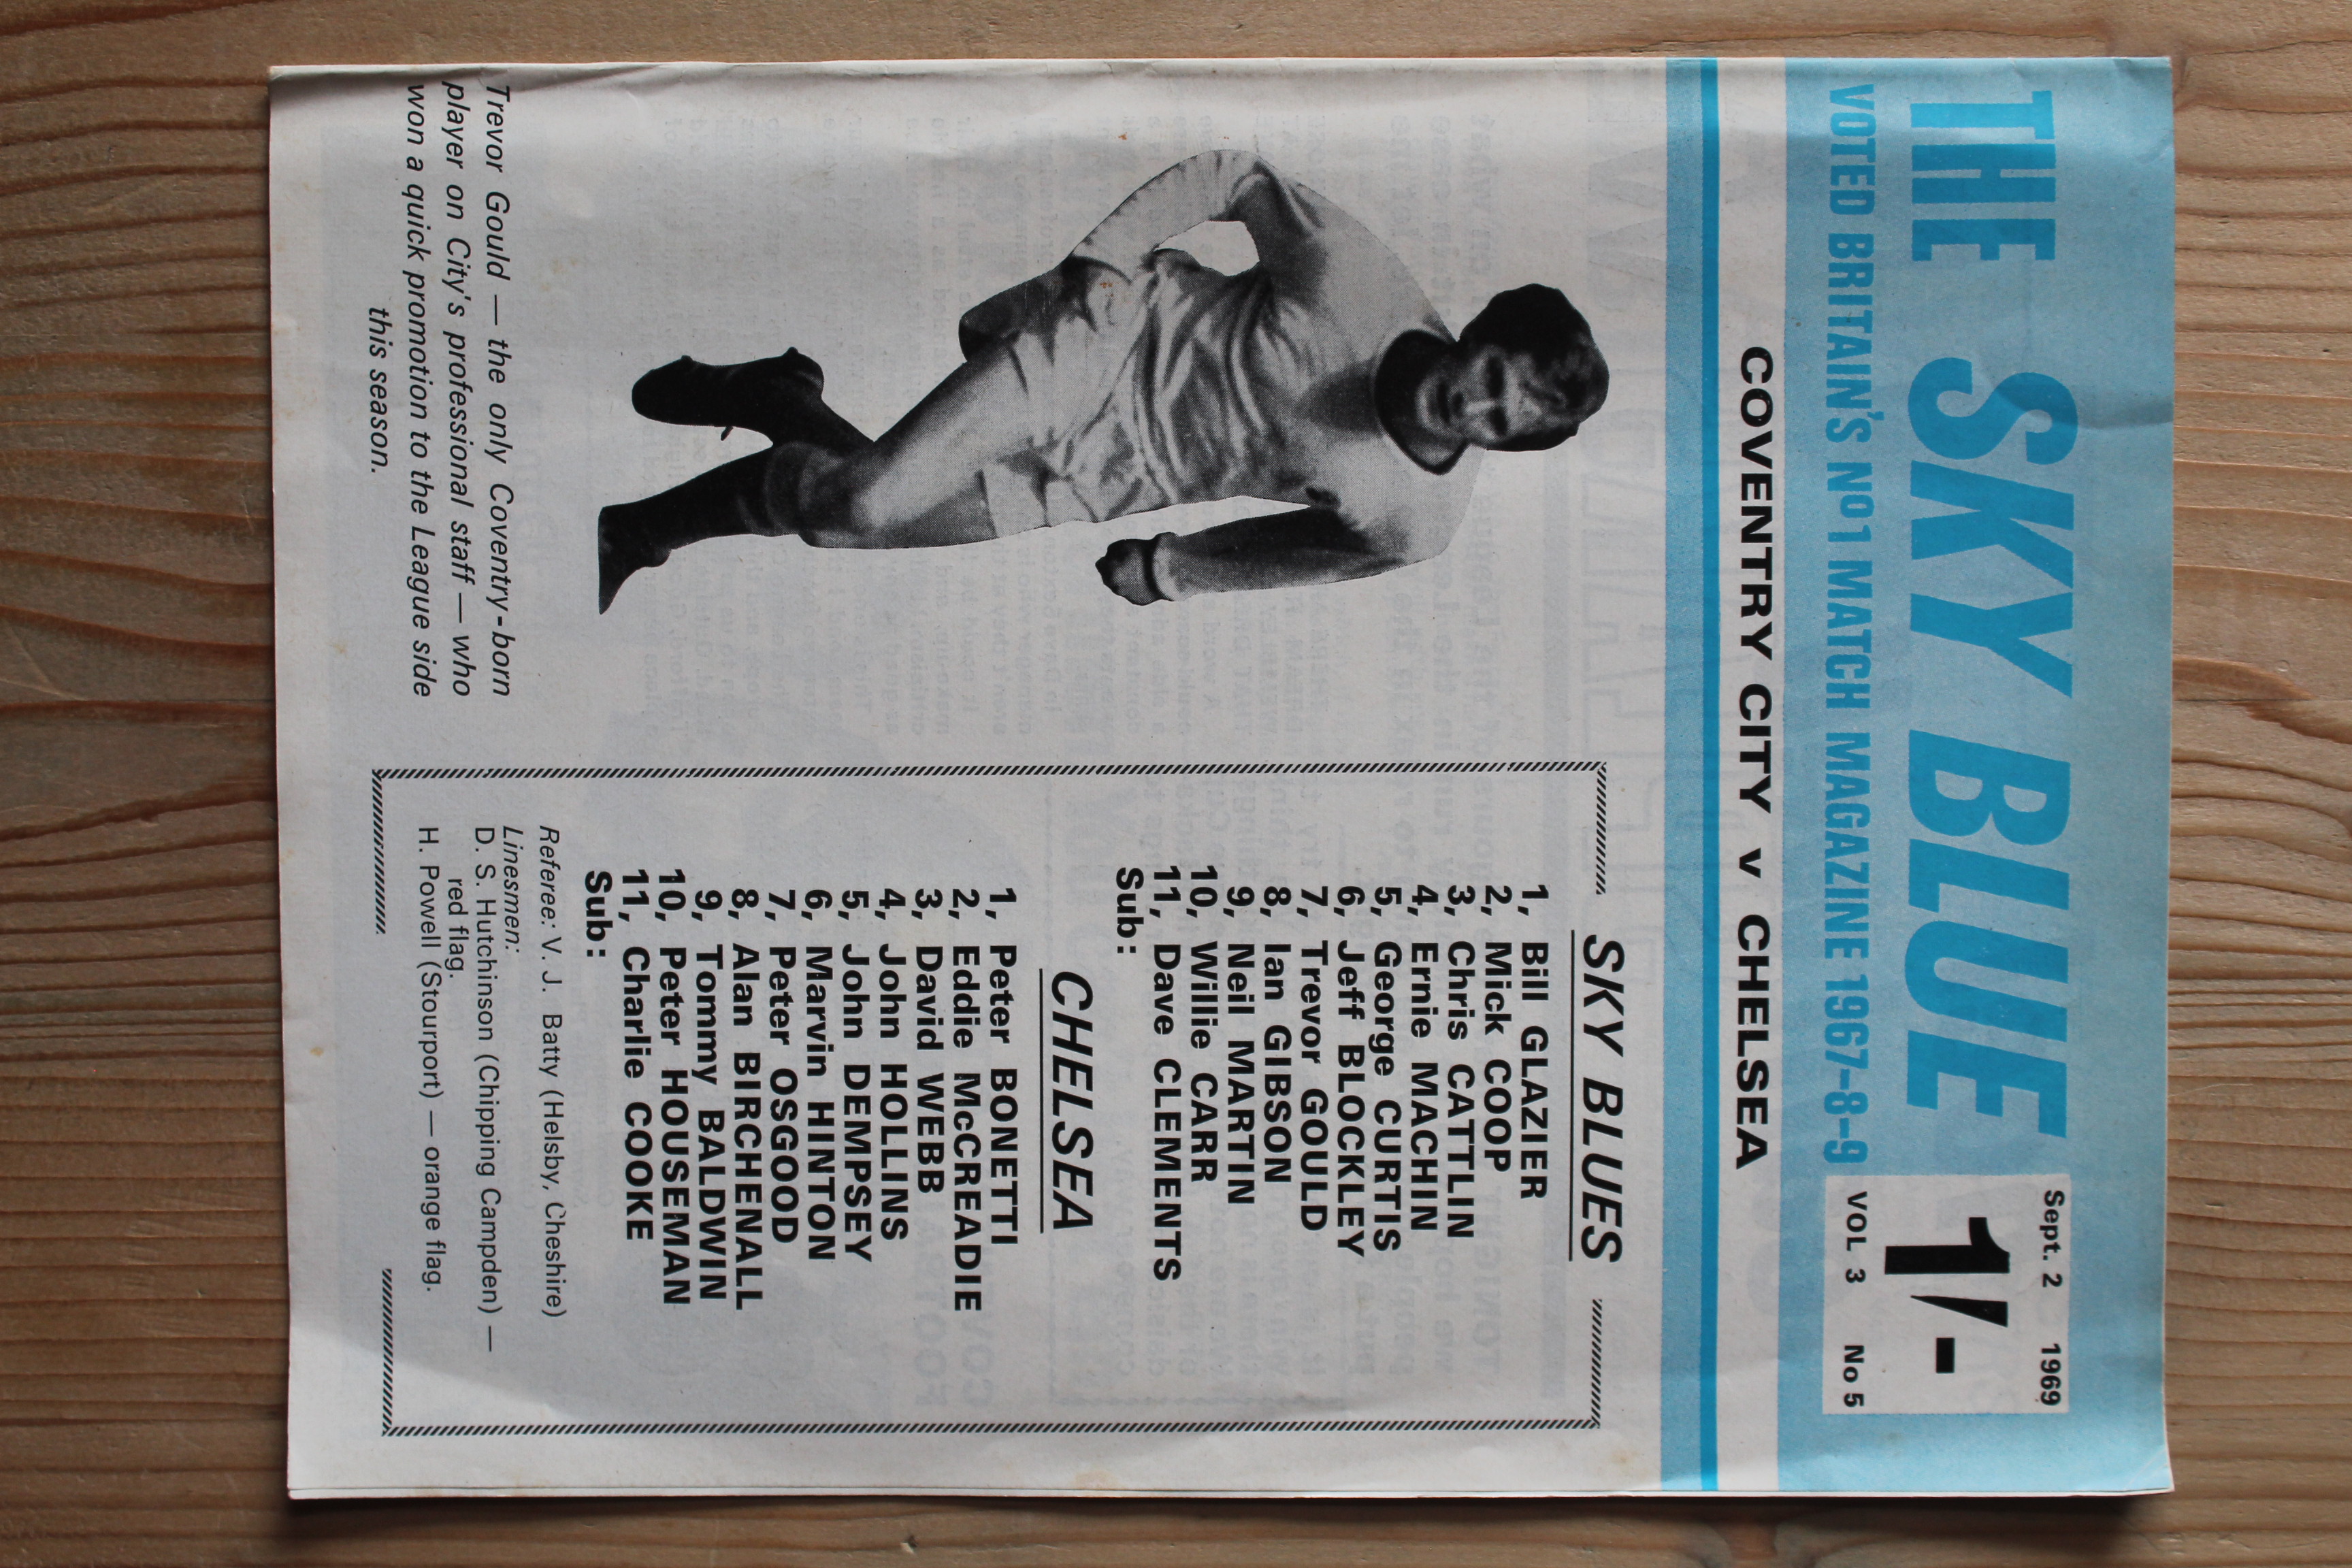 THE SKY BLUE
VOTED BRITAIN'S Nº1 MATCH MAGAZINE 1967-8-9
Sept. 2 1969
1/-
VOL 3 No 5
COVENTRY CITY v CHELSEA
Trevor Gould — the only Coventry-born
player on City's professional staff — who
won a quick promotion to the League side
this season.
SKY BLUES
1, Bill GLAZIER
2, Mick COOP
3, Chris CATTLIN
4, Ernie MACHIN
5, George CURTIS
6, Jeff BLOCKLEY
7, Trevor GOULD
8, Ian GIBSON
9, Neil MARTIN
10, Willie CARR
11, Dave CLEMENTS
Sub:
CHELSEA
1, Peter BONETTI
2, Eddie McCREADIE
3, David WEBB
4, John HOLLINS
5, John DEMPSEY
6, Marvin HINTON
7, Peter OSGOOD
8, Alan BIRCHENALL
9, Tommy BALDWIN
10, Peter HOUSEMAN
11, Charlie COOKE
Sub:
Referee: V. J. Batty (Helsby, Cheshire)
Linesmen:
D. S. Hutchinson (Chipping Campden) —
red flag.
H. Powell (Stourport) — orange flag.